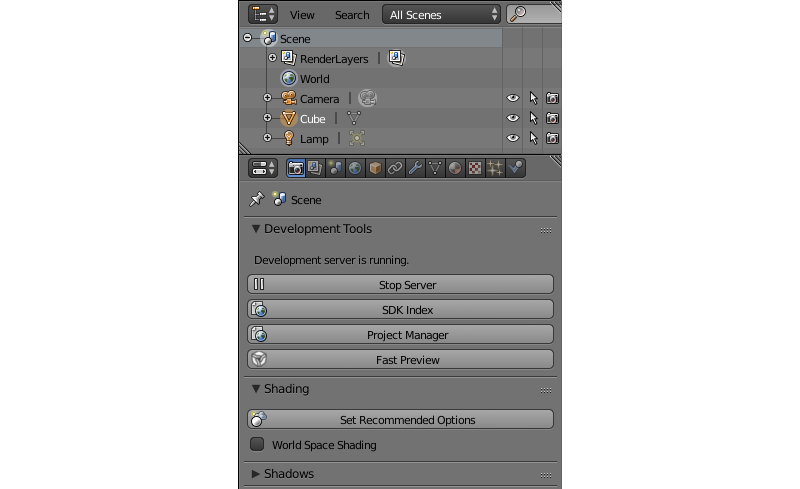 View Search All Scenes
Scene
RenderLayers
World
Camera
Cube
Lamp
Scene
Development Tools
Development server is running.
Stop Server
SDK Index
Project Manager
Fast Preview
Shading
Set Recommended Options
World Space Shading
Shadows